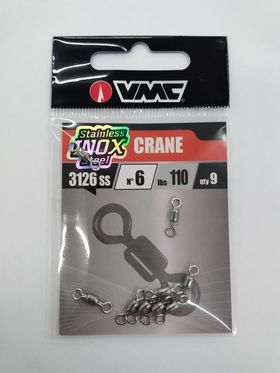 VMC
Stainless
INOX
Steel
CRANE
3126 SS
N° 6
lbs 110
qty 9